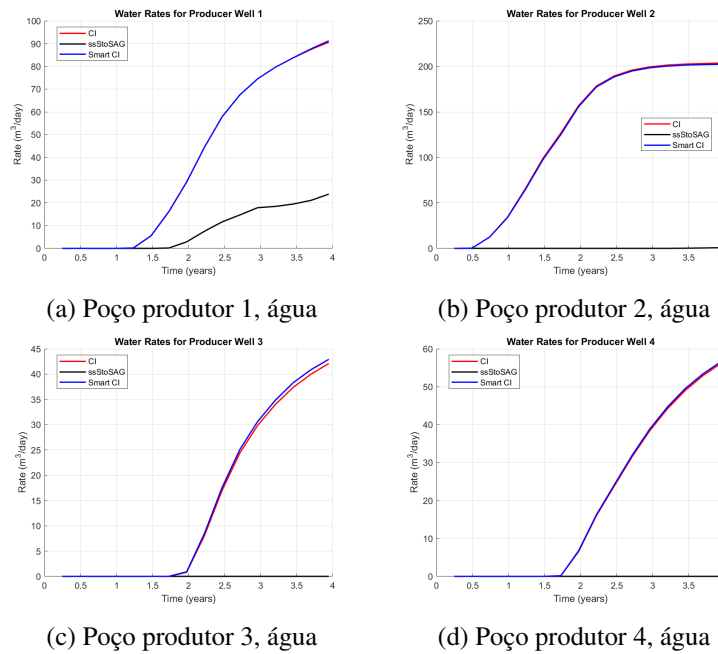 Water Rates for Producer Well 1
100
90
80
70
60
50
40
30
20
10
0
Rate (m³/day)
CI
ssStoSAG
Smart CI
0 0.5 1 1.5 2 2.5 3 3.5 4
Time (years)
(a) Poço produtor 1, água
Water Rates for Producer Well 2
250
200
150
100
50
0
Rate (m³/day)
CI
ssStoSAG
Smart CI
0 0.5 1 1.5 2 2.5 3 3.5
Time (years)
(b) Poço produtor 2, água
Water Rates for Producer Well 3
45
40
35
30
25
20
15
10
5
0
Rate (m³/day)
CI
ssStoSAG
Smart CI
0 0.5 1 1.5 2 2.5 3 3.5 4
Time (years)
(c) Poço produtor 3, água
Water Rates for Producer Well 4
60
50
40
30
20
10
0
Rate (m³/day)
CI
ssStoSAG
Smart CI
0 0.5 1 1.5 2 2.5 3 3.5
Time (years)
(d) Poço produtor 4, água